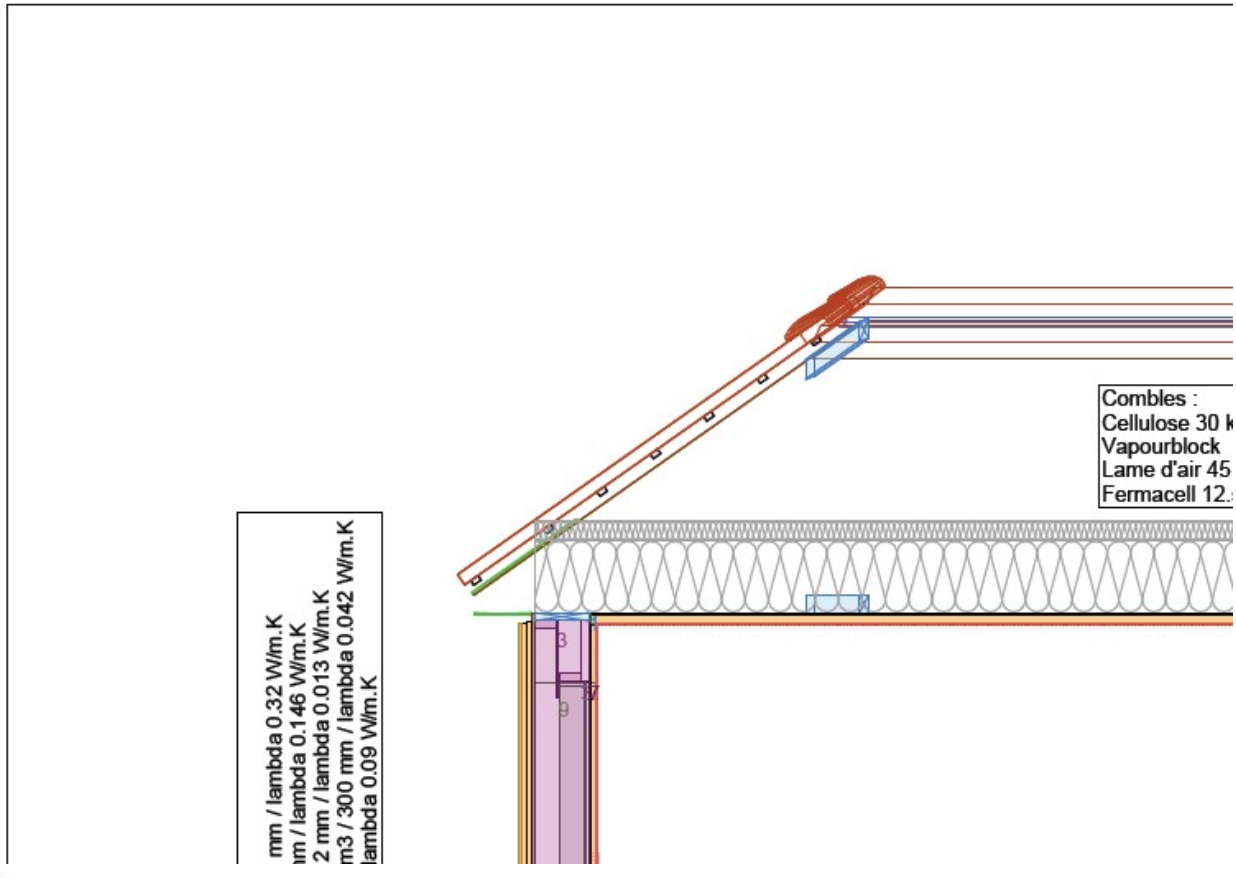 Combles :
Cellulose 30 k
Vapourblock
Lame d'air 45
Fermacell 12.
mm / lambda 0.32 W/m.K
m / lambda 0.146 W/m.K
2 mm / lambda 0.013 W/m.K
m3 / 300 mm / lambda 0.042 W/m.K
lambda 0.09 W/m.K
3
9